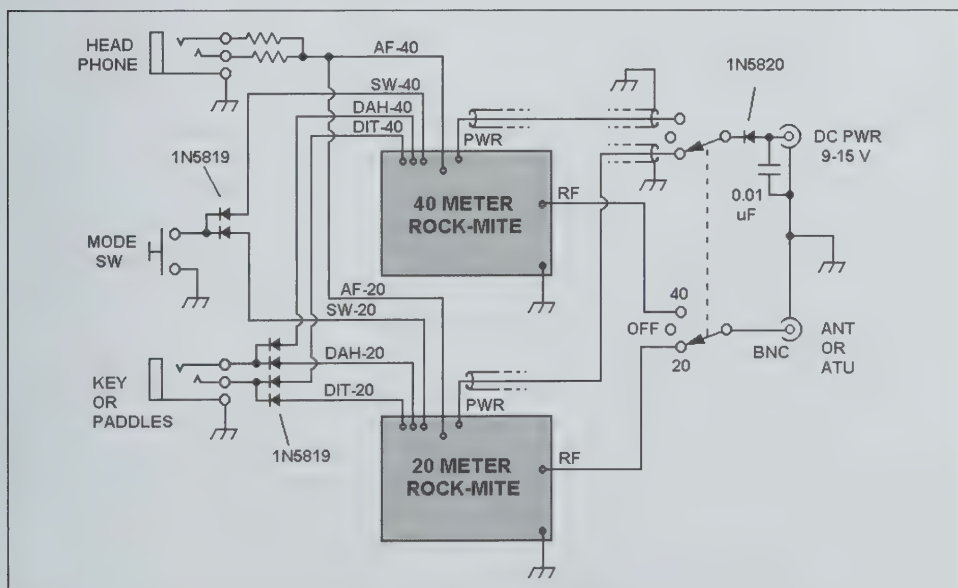 HEAD
PHONE
AF-40
SW-40
DAH-40
DIT-40
1N5819
PWR
1N5820
DC PWR
9-15 V
0.01
uF
40 METER
ROCK-MITE
RF
MODE
SW
AF-20
SW-20
DAH-20
DIT-20
PWR
40
OFF
20
BNC
ANT
OR
ATU
KEY
OR
PADDLES
1N5819
20 METER
ROCK-MITE
RF